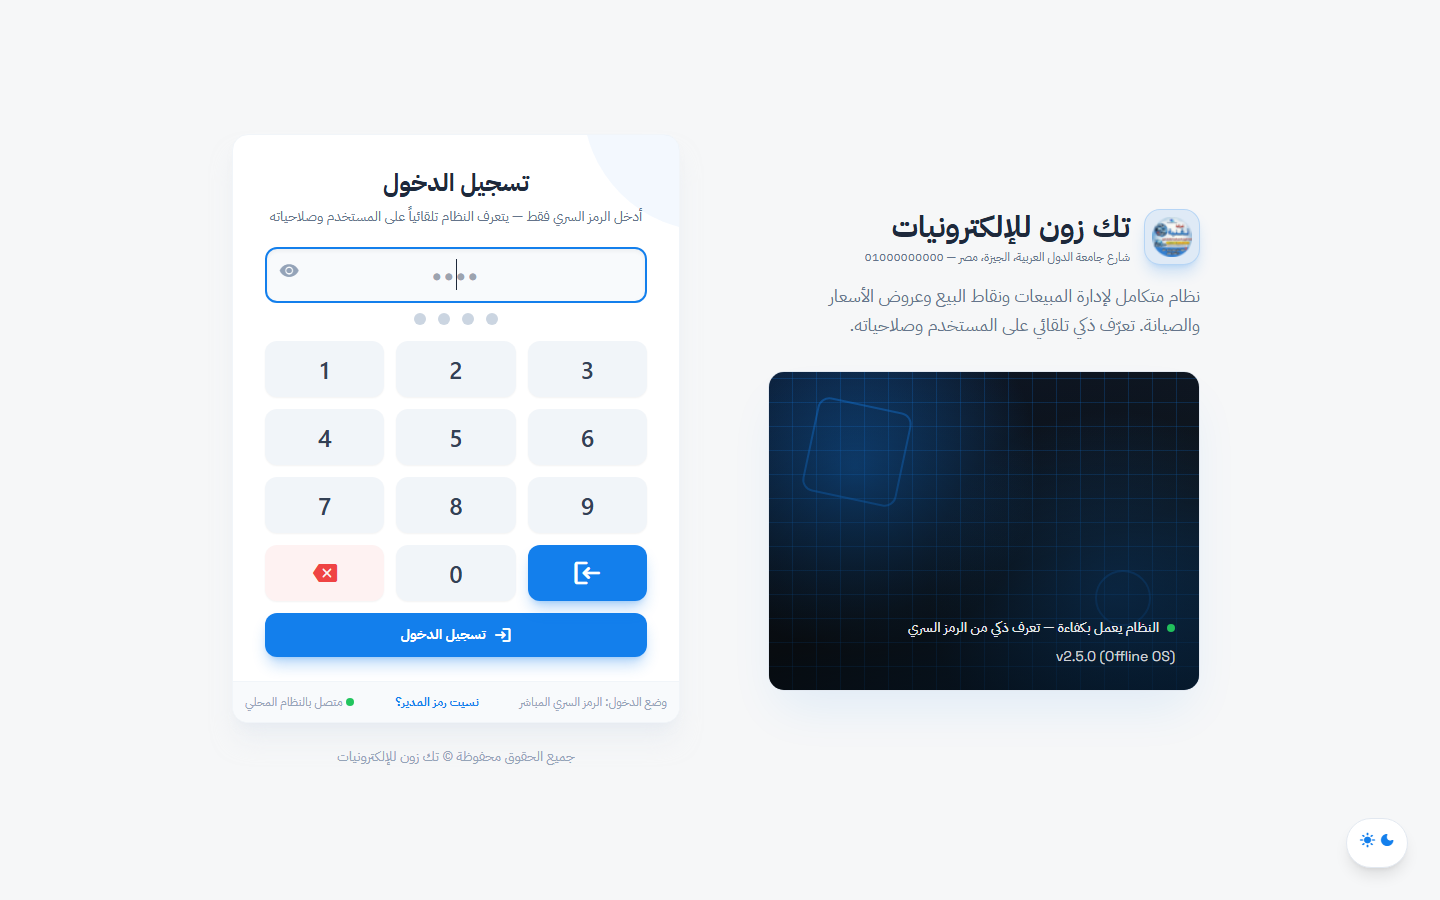 تك زون للإلكترونيات
شارع جامعة الدول العربية، الجيزة، مصر — 01000000000
نظام متكامل لإدارة المبيعات ونقاط البيع وعروض الأسعار
والصيانة. تعرّف ذكي تلقائي على المستخدم وصلاحياته.
النظام يعمل بكفاءة — تعرف ذكي من الرمز السري
v2.5.0 (Offline OS)
تسجيل الدخول
أدخل الرمز السري فقط — يتعرف النظام تلقائياً على المستخدم وصلاحياته
1 2 3
4 5 6
7 8 9
0
تسجيل الدخول
وضع الدخول: الرمز السري المباشر
نسيت رمز المدير؟
متصل بالنظام المحلي
جميع الحقوق محفوظة © تك زون للإلكترونيات